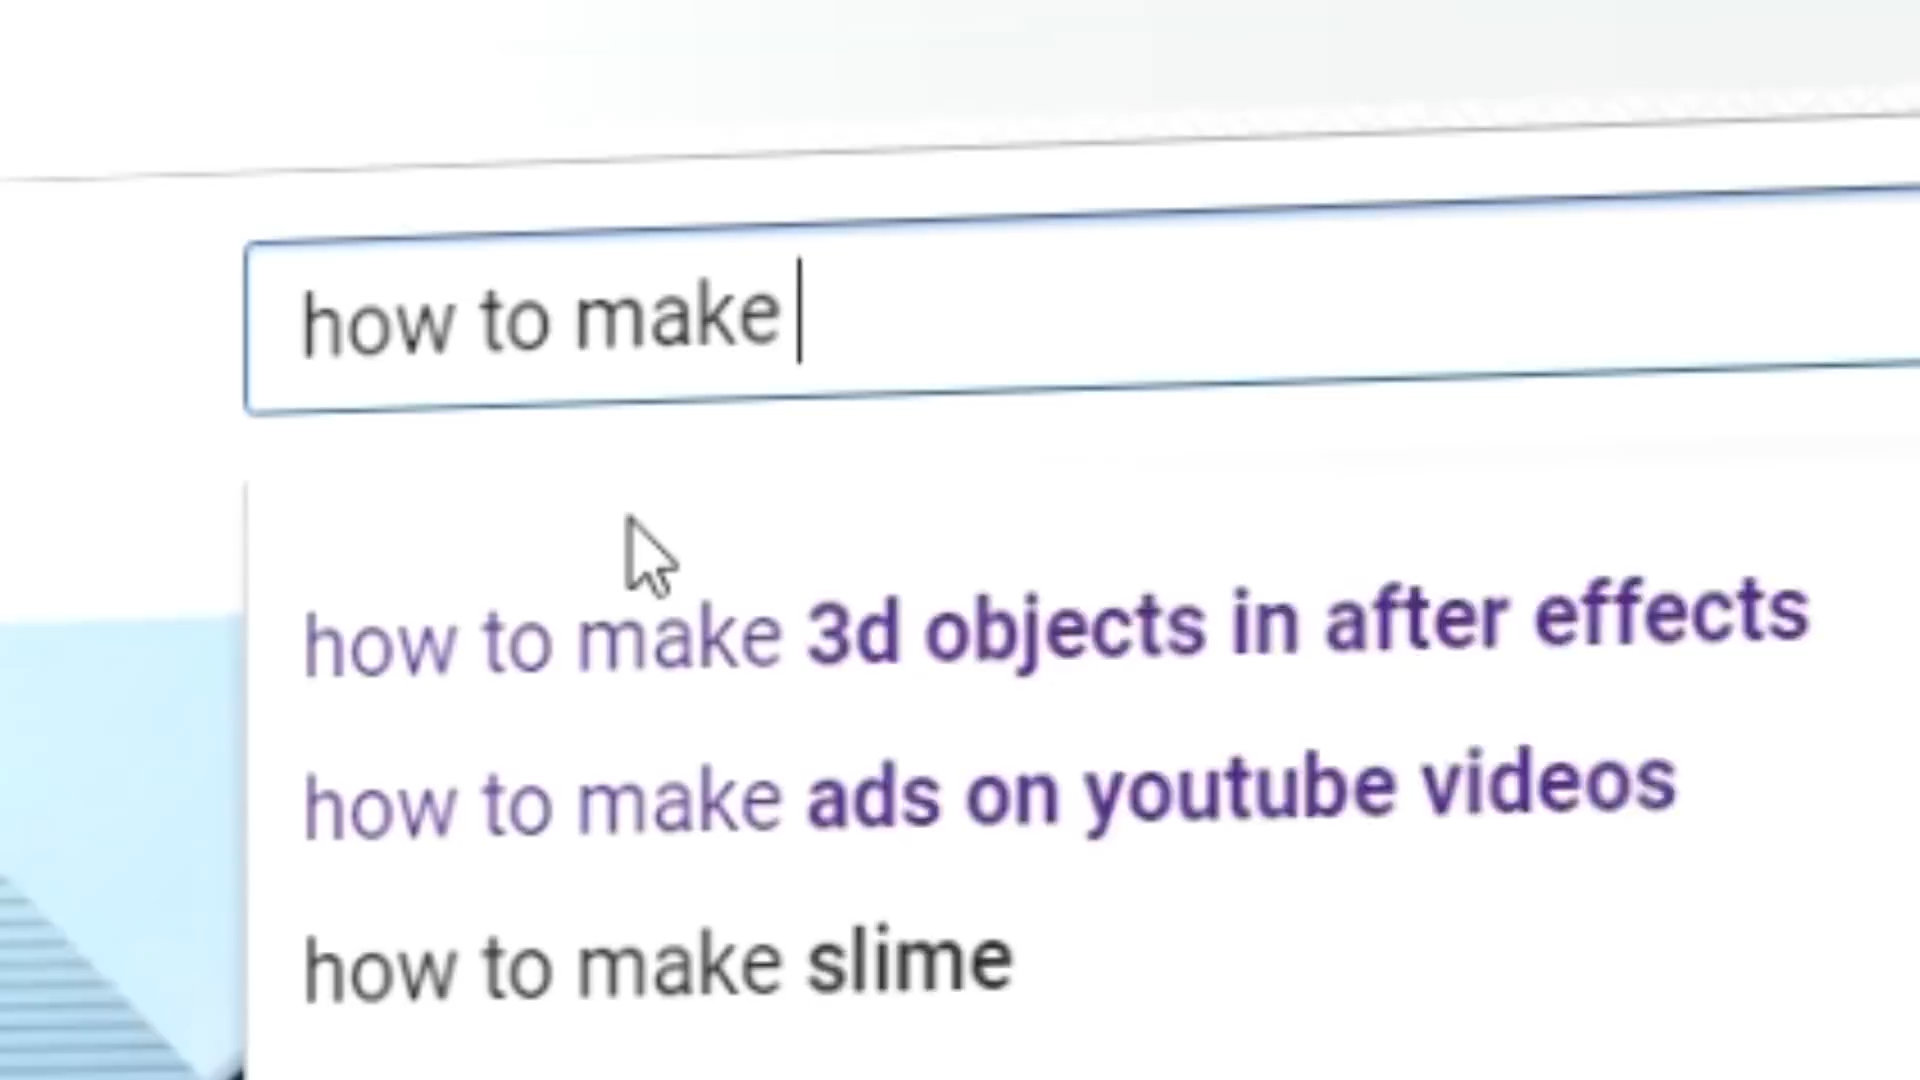 how to make
how to make 3d objects in after effects
how to make ads on youtube videos
how to make slime